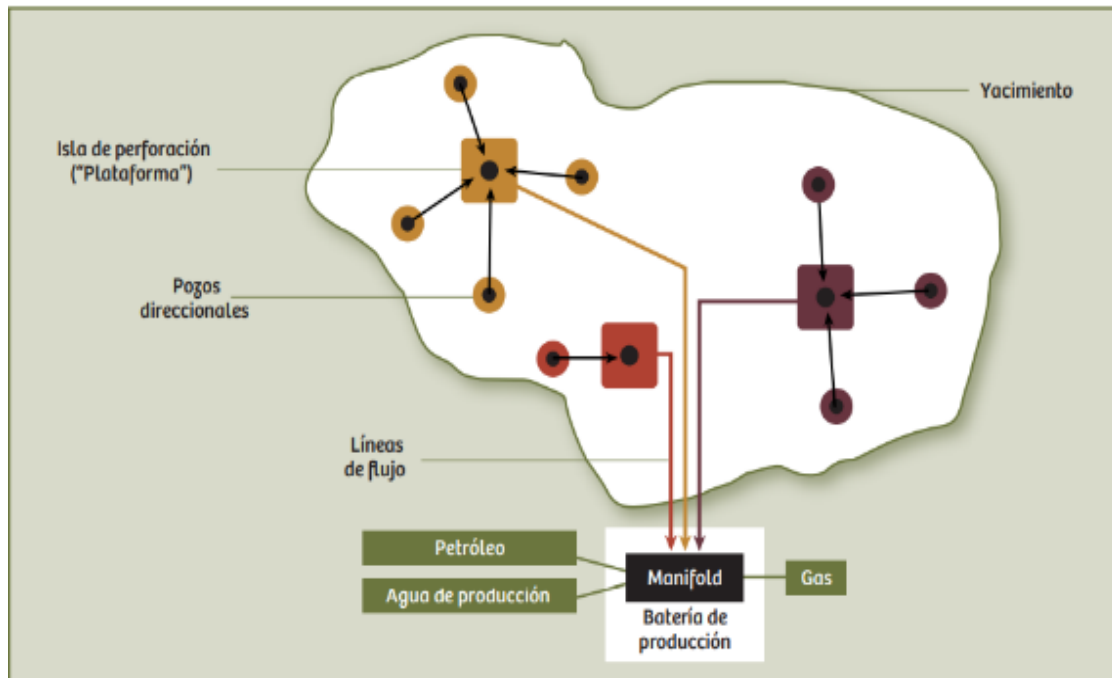 Yacimiento
Isla de perforación
(“Plataforma”)
Pozos
direccionales
Líneas
de flujo
Petróleo
Agua de producción
Manifold
Gas
Batería de
producción